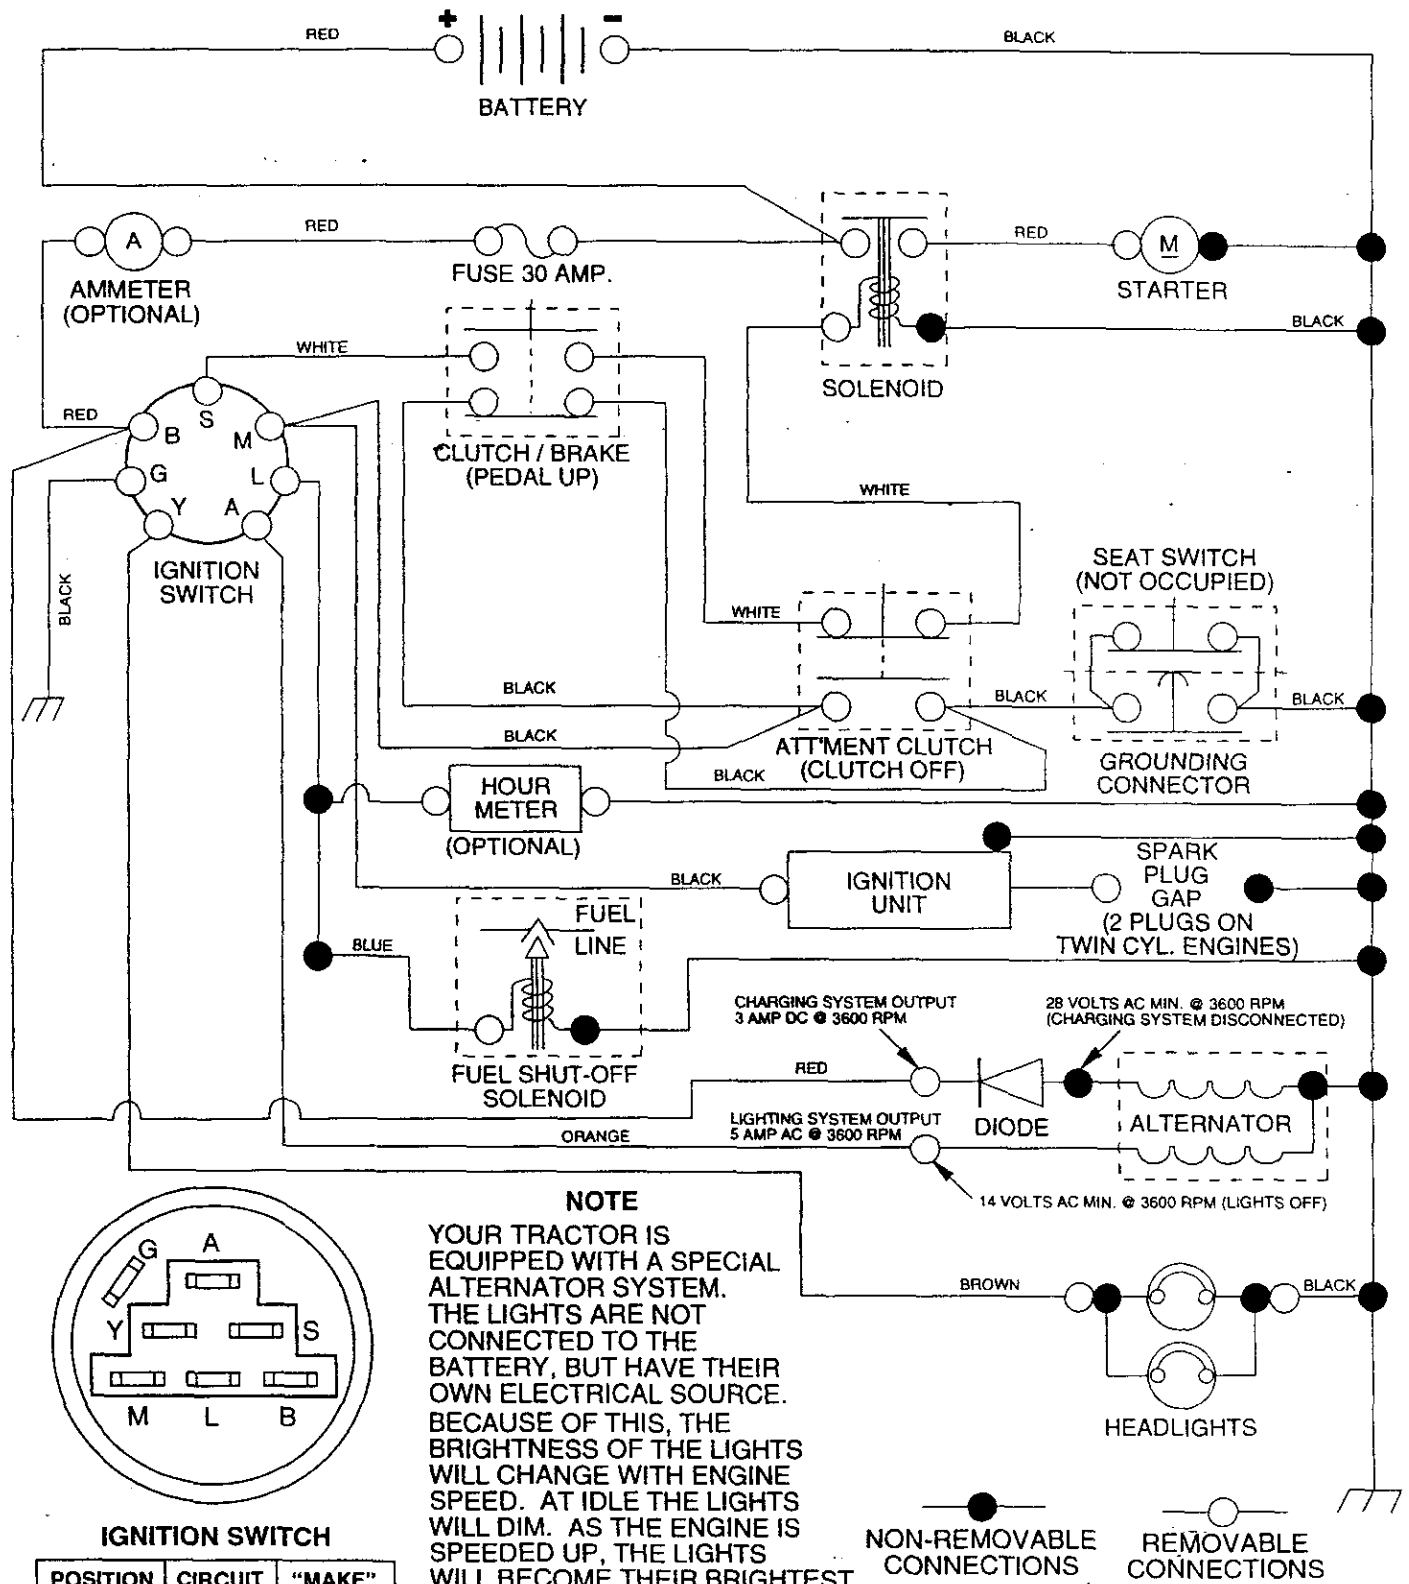 + −
RED
BLACK
BATTERY
RED
A
AMMETER
(OPTIONAL)
FUSE 30 AMP.
RED
M
STARTER
BLACK
SOLENOID
WHITE
CLUTCH / BRAKE
(PEDAL UP)
RED
S
B
M
G
L
Y
A
IGNITION
SWITCH
BLACK
WHITE
SEAT SWITCH
(NOT OCCUPIED)
WHITE
BLACK
BLACK
BLACK
BLACK
BLACK
ATT'MENT CLUTCH
(CLUTCH OFF)
GROUNDING
CONNECTOR
HOUR
METER
(OPTIONAL)
BLACK
IGNITION
UNIT
SPARK
PLUG
GAP
(2 PLUGS ON
TWIN CYL. ENGINES)
FUEL
LINE
BLUE
FUEL SHUT-OFF
SOLENOID
CHARGING SYSTEM OUTPUT
3 AMP DC @ 3600 RPM
28 VOLTS AC MIN. @ 3600 RPM
(CHARGING SYSTEM DISCONNECTED)
RED
DIODE
ALTERNATOR
LIGHTING SYSTEM OUTPUT
5 AMP AC @ 3600 RPM
ORANGE
14 VOLTS AC MIN. @ 3600 RPM (LIGHTS OFF)
BROWN
BLACK
HEADLIGHTS
G
A
Y
S
M
L
B
IGNITION SWITCH
POSITION CIRCUIT "MAKE"
NOTE
YOUR TRACTOR IS
EQUIPPED WITH A SPECIAL
ALTERNATOR SYSTEM.
THE LIGHTS ARE NOT
CONNECTED TO THE
BATTERY, BUT HAVE THEIR
OWN ELECTRICAL SOURCE.
BECAUSE OF THIS, THE
BRIGHTNESS OF THE LIGHTS
WILL CHANGE WITH ENGINE
SPEED. AT IDLE THE LIGHTS
WILL DIM. AS THE ENGINE IS
SPEEDED UP, THE LIGHTS
WILL BECOME THEIR BRIGHTEST
NON-REMOVABLE
CONNECTIONS
REMOVABLE
CONNECTIONS